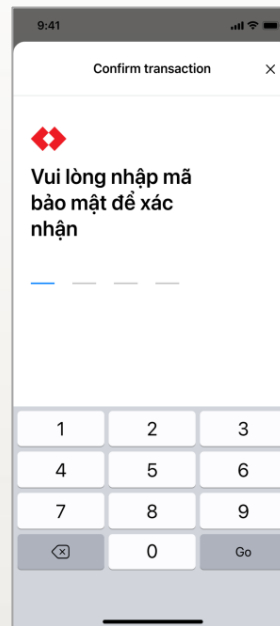 9:41
Confirm transaction
Vui lòng nhập mã
bảo mật để xác
nhận
1 2 3
4 5 6
7 8 9
0 Go